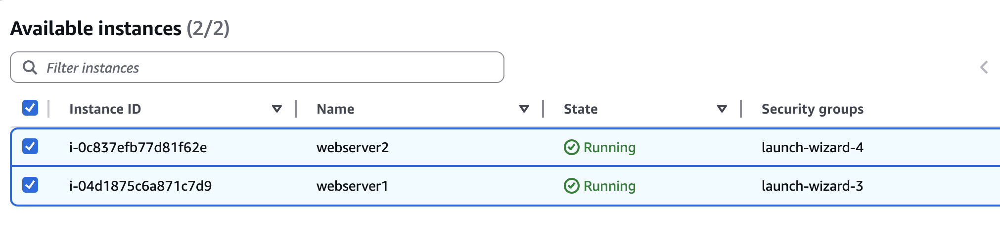 Available instances (2/2)
Filter instances
Instance ID Name State Security groups
i-0c837efb77d81f62e webserver2 Running launch-wizard-4
i-04d1875c6a871c7d9 webserver1 Running launch-wizard-3